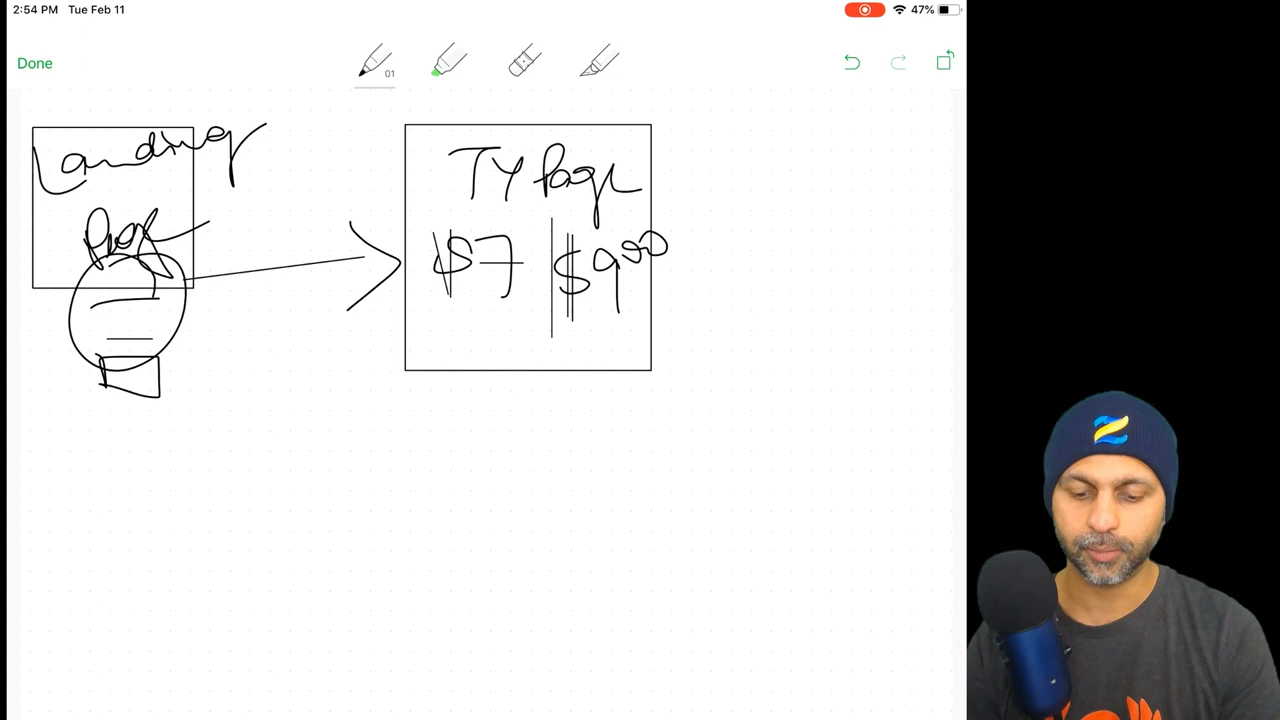 2:54 PM Tue Feb 11
47%
Done
01
Landing
Page
TY Page
$7 $900